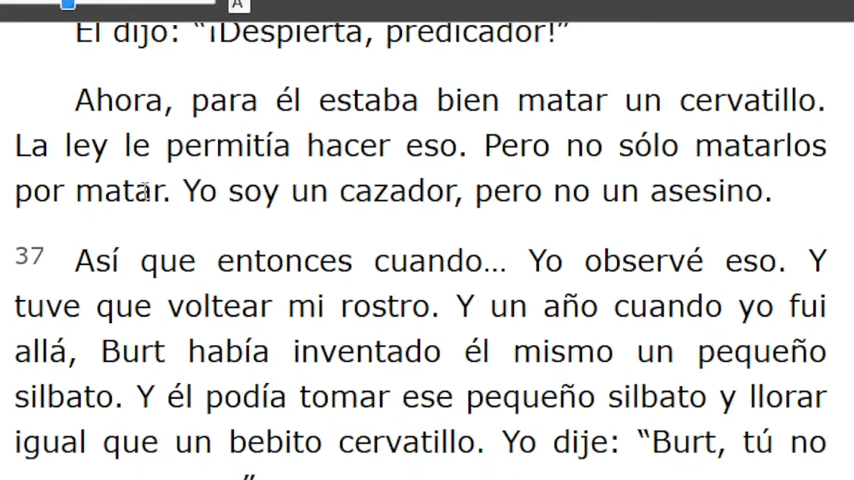 El dijo: “¡Despierta, predicador!”
Ahora, para él estaba bien matar un cervatillo.
La ley le permitía hacer eso. Pero no sólo matarlos
por matar. Yo soy un cazador, pero no un asesino.
37 Así que entonces cuando... Yo observé eso. Y
tuve que voltear mi rostro. Y un año cuando yo fui
allá, Burt había inventado él mismo un pequeño
silbato. Y él podía tomar ese pequeño silbato y llorar
igual que un bebito cervatillo. Yo dije: “Burt, tú no